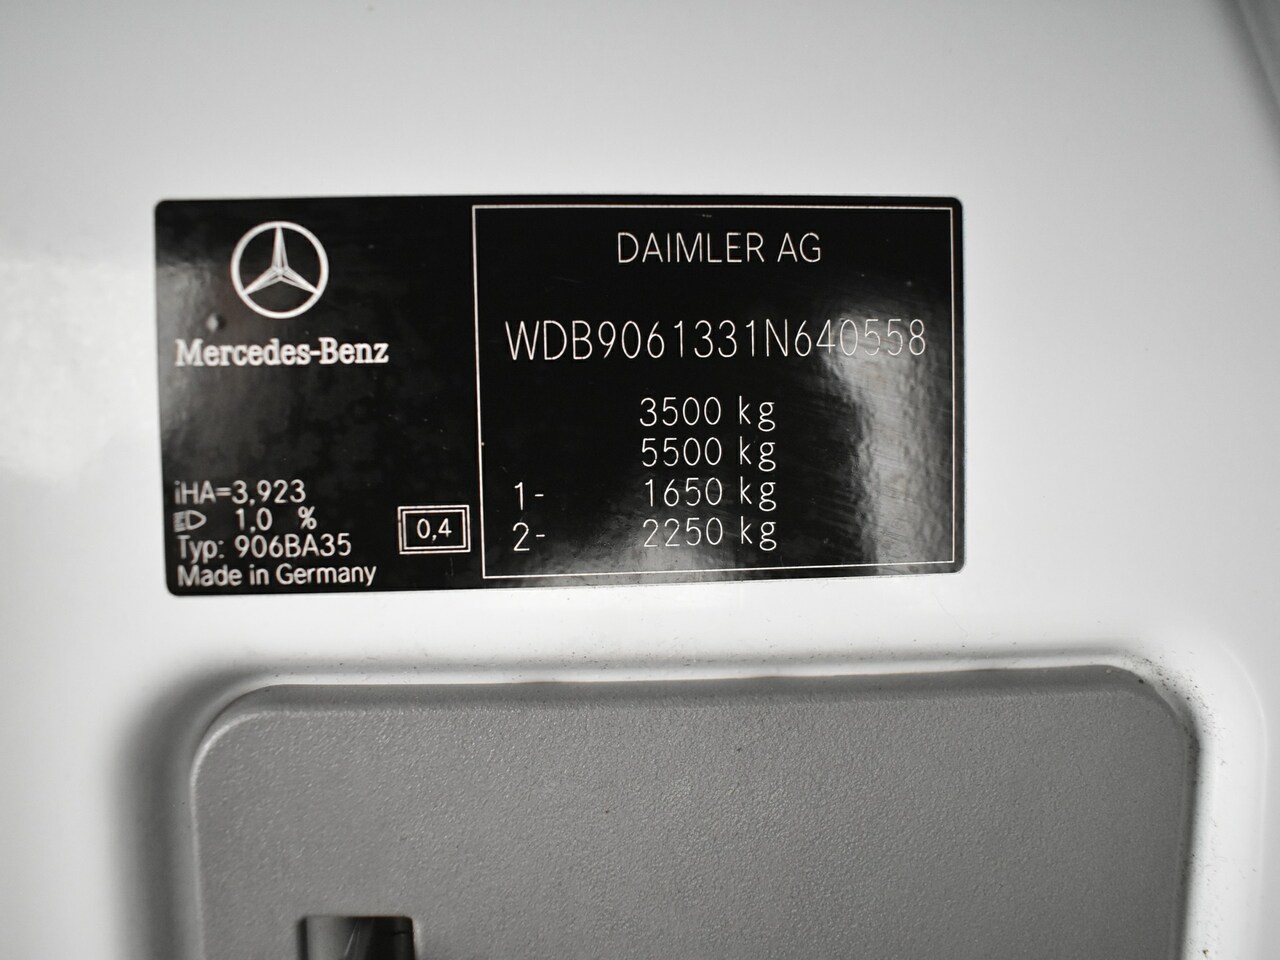 Mercedes-Benz
iHA=3,923
1,0 %
Typ: 906BA35
Made in Germany
0,4
DAIMLER AG
WDB9061331N640558
3500 kg
5500 kg
1- 1650 kg
2- 2250 kg